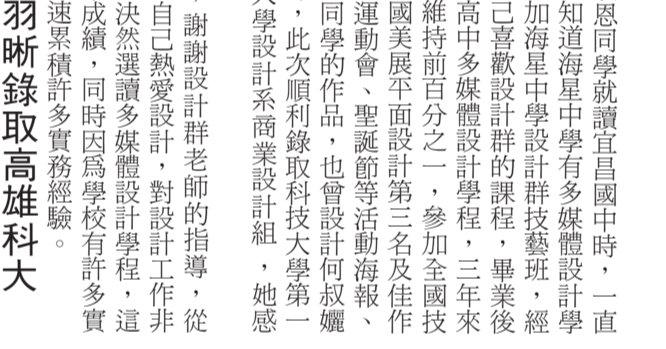 恩同學就讀宜昌國中時，一直
知道海星中學有多媒體設計學
加海星中學設計群技藝班，經
己喜歡設計群的課程，畢業後
高中多媒體設計學程，三年來
維持前百分之一，參加全國技
國美展平面設計第三名及佳作
運動會、聖誕節等活動海報、
同學的作品，也曾設計何叔孋
，此次順利錄取科技大學第一
大學設計系商業設計組，她感
，謝謝設計群老師的指導，從
自己熱愛設計，對設計工作非
決然選讀多媒體設計學程，這
成績，同時因為學校有許多實
速累積許多實務經驗。
羽晰錄取高雄科大